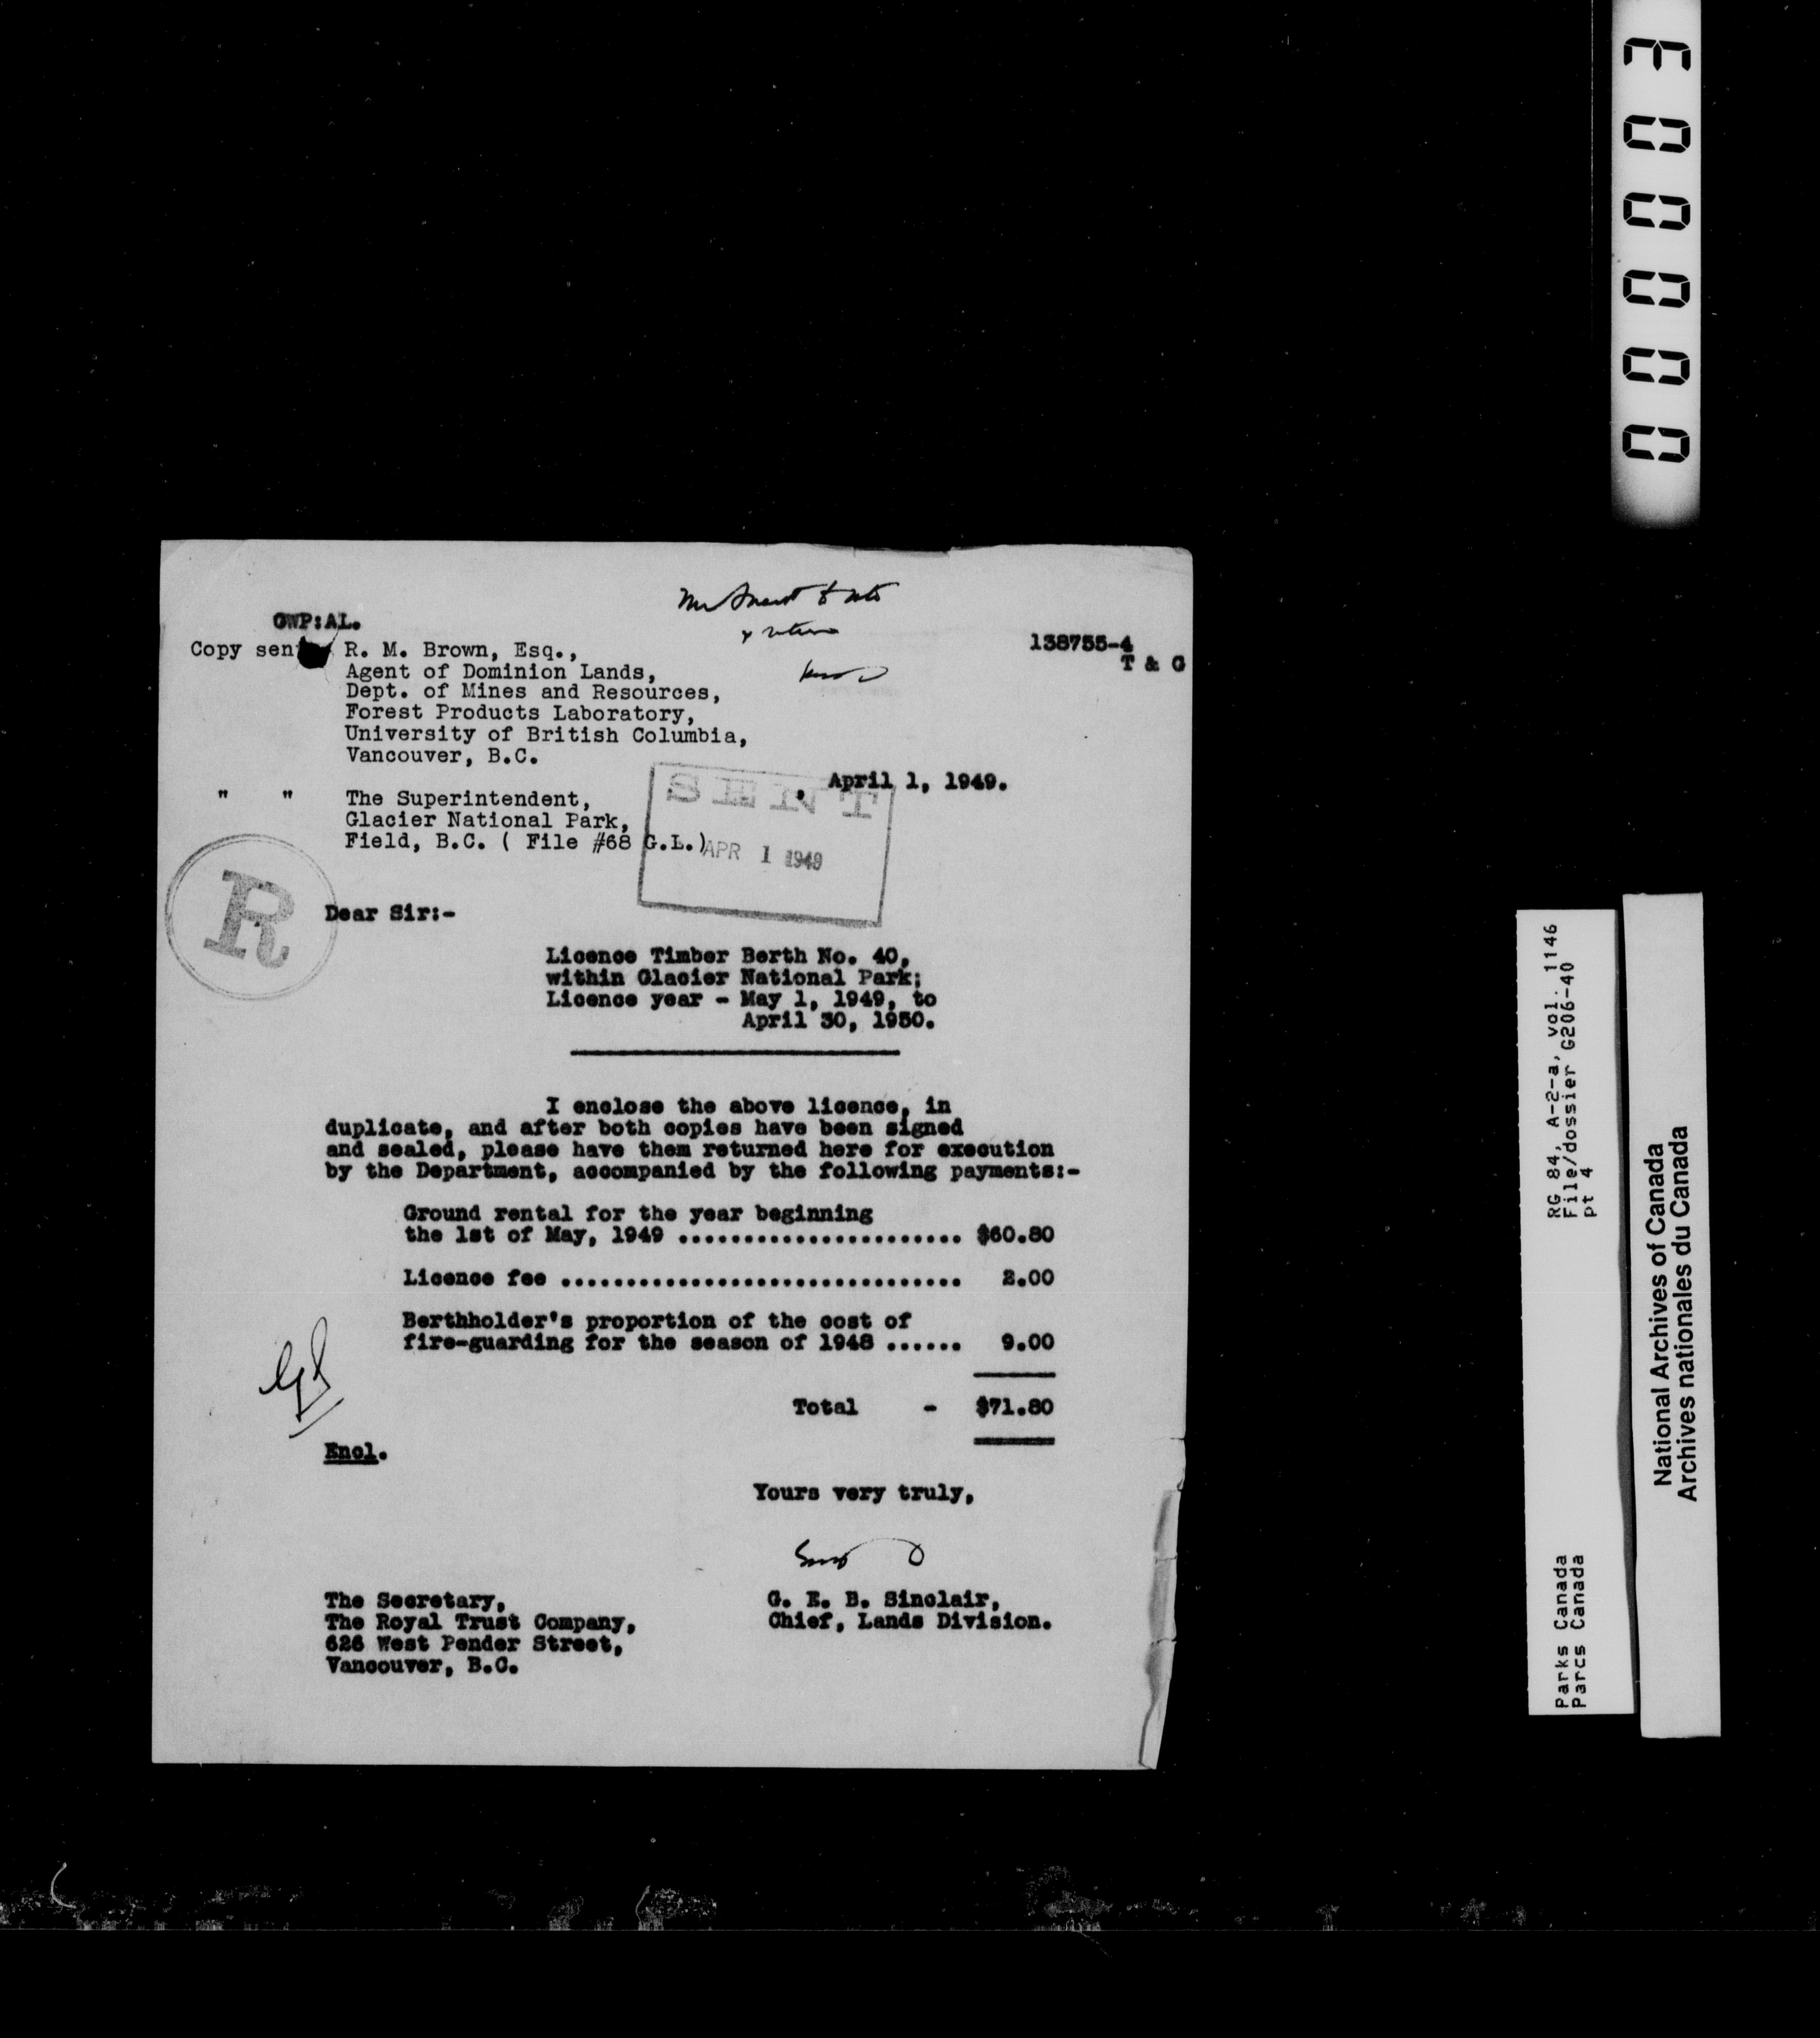 000003
GWP:AL.
138755-4
T & G
Copy sen R. M. Brown, Esq.,
Agent of Dominion Lands,
Dept. of Mines and Resources,
Forest Products Laboratory,
University of British Columbia,
Vancouver, B.C.
April 1, 1949.
" " The Superintendent,
Glacier National Park,
Field, B.C. ( File #68 G.L.)
SENT
APR 1 1949
R
Dear Sir:-
Licence Timber Berth No. 40,
within Glacier National Park;
Licence year - May 1, 1949, to
April 30, 1950.
I enclose the above licence, in
duplicate, and after both copies have been signed
and sealed, please have them returned here for execution
by the Department, accompanied by the following payments:-
Ground rental for the year beginning
the 1st of May, 1949 ...................... $60.80
Licence fee ............................... 2.00
Berthholder's proportion of the cost of
fire-guarding for the season of 1948 ...... 9.00
Total - $71.80
Encl.
Yours very truly,
G. E. B. Sinclair,
Chief, Lands Division.
The Secretary,
The Royal Trust Company,
626 West Pender Street,
Vancouver, B.C.
RG 84, A-2-a, vol. 1146
File/dossier G206-40
pt 4
Parks Canada
Parcs Canada
National Archives of Canada
Archives nationales du Canada